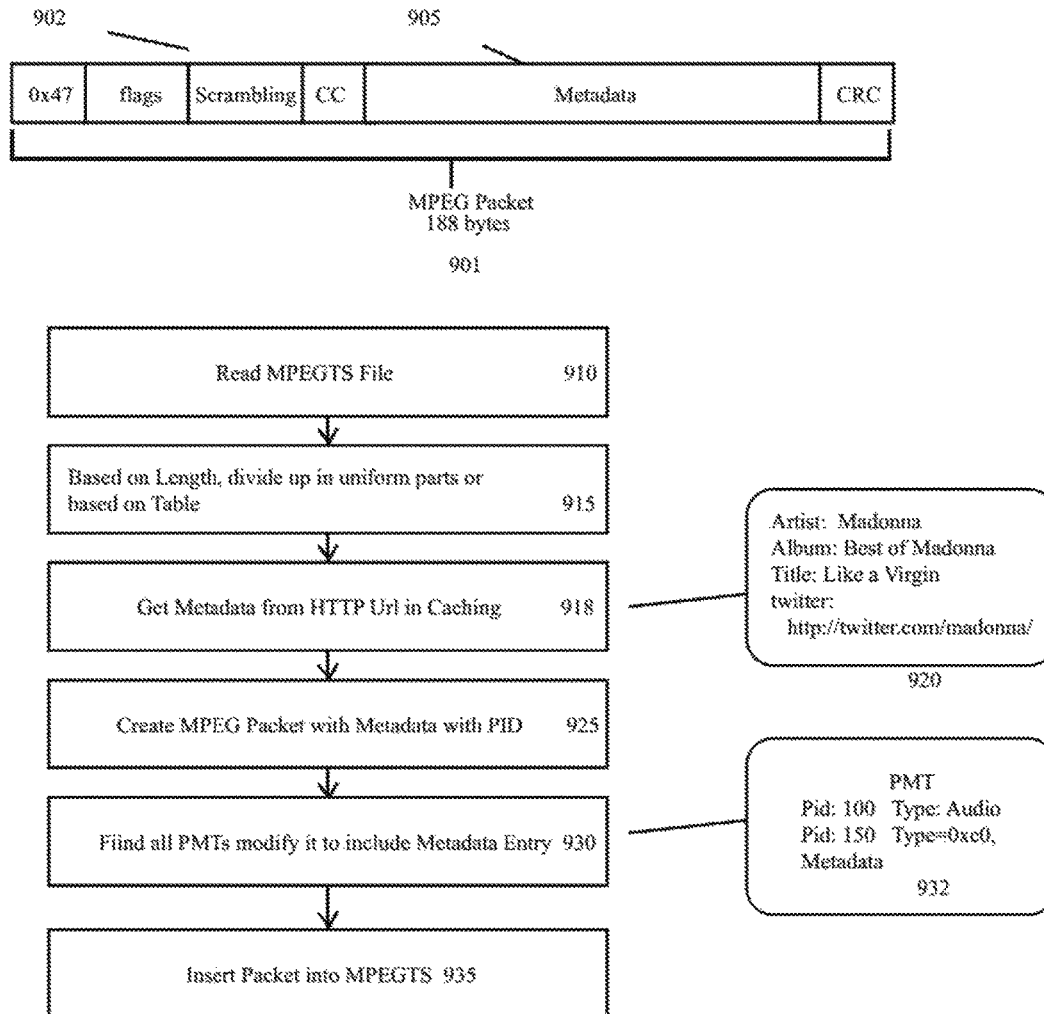 902
905
0x47 flags Scrambling CC Metadata CRC
MPEG Packet
188 bytes
901
Read MPEGTS File 910
Based on Length, divide up in uniform parts or
based on Table 915
Get Metadata from HTTP Url in Caching 918
Artist: Madonna
Album: Best of Madonna
Title: Like a Virgin
twitter:
http://twitter.com/madonna/
920
Create MPEG Packet with Metadata with PID 925
Fiind all PMTs modify it to include Metadata Entry 930
PMT
Pid: 100 Type: Audio
Pid: 150 Type=0xc0,
Metadata
932
Insert Packet into MPEGTS 935